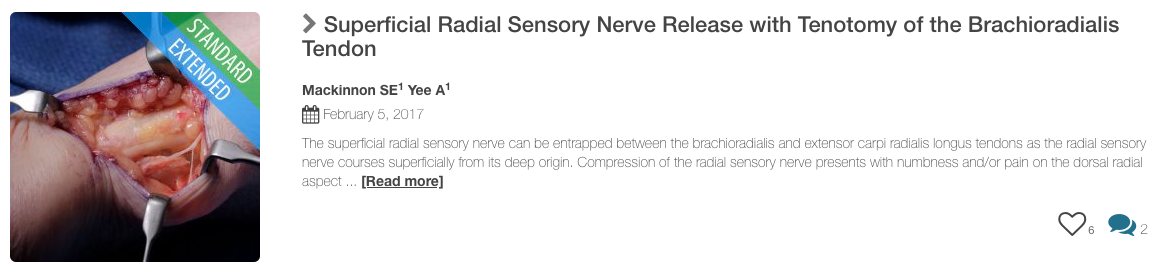 STANDARD
EXTENDED
Superficial Radial Sensory Nerve Release with Tenotomy of the Brachioradialis
Tendon
Mackinnon SE1 Yee A1
February 5, 2017
The superficial radial sensory nerve can be entrapped between the brachioradialis and extensor carpi radialis longus tendons as the radial sensory
nerve courses superficially from its deep origin. Compression of the radial sensory nerve presents with numbness and/or pain on the dorsal radial
aspect ... [Read more]
6 2